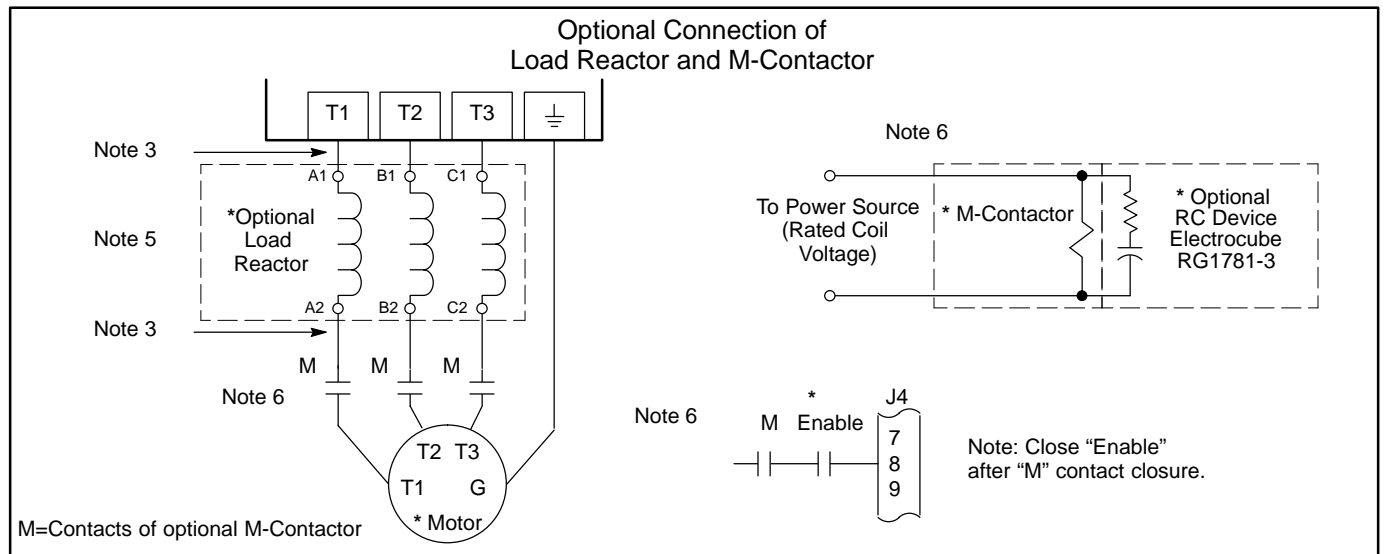 Optional Connection of
Load Reactor and M-Contactor
T1 T2 T3
Note 3
A1 B1 C1
*Optional
Load
Reactor
Note 5
A2 B2 C2
Note 3
M M M
Note 6
T2 T3
T1 G
* Motor
M=Contacts of optional M-Contactor
Note 6
To Power Source
(Rated Coil
Voltage)
* M-Contactor
* Optional
RC Device
Electrocube
RG1781-3
Note 6
*
M Enable
J4
7
8
9
Note: Close “Enable”
after “M” contact closure.